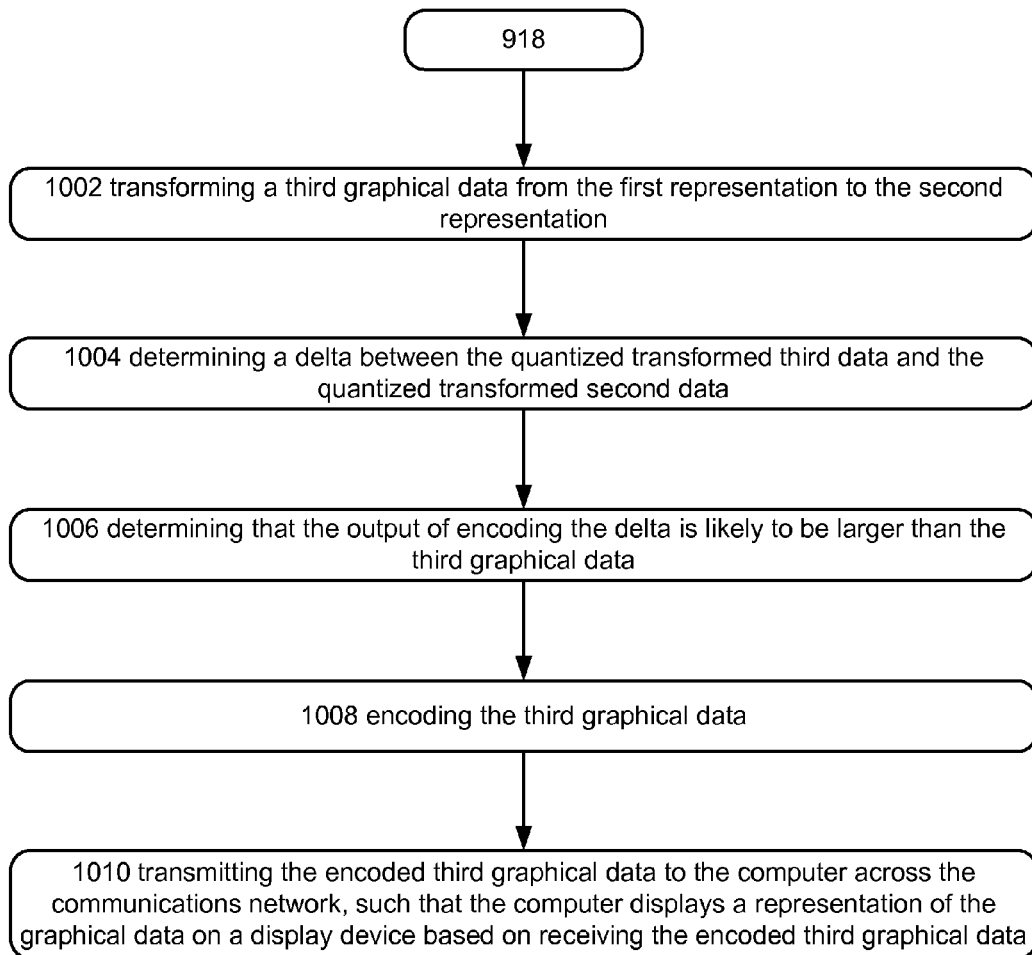 918
1002 transforming a third graphical data from the first representation to the second
representation
1004 determining a delta between the quantized transformed third data and the
quantized transformed second data
1006 determining that the output of encoding the delta is likely to be larger than the
third graphical data
1008 encoding the third graphical data
1010 transmitting the encoded third graphical data to the computer across the
communications network, such that the computer displays a representation of the
graphical data on a display device based on receiving the encoded third graphical data